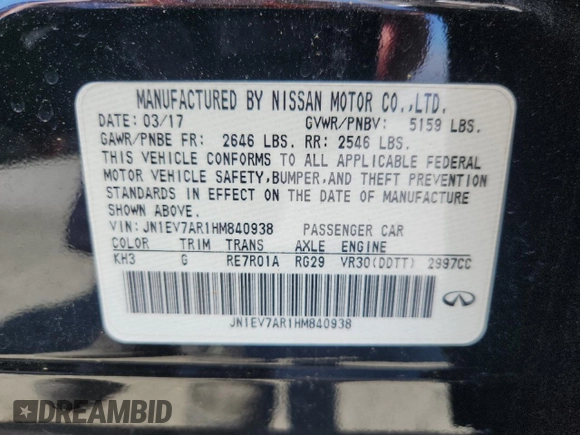 MANUFACTURED BY NISSAN MOTOR CO.,LTD.
DATE: 03/17 GVWR/PNBV: 5159 LBS.
GAWR/PNBE FR: 2646 LBS. RR: 2546 LBS.
THIS VEHICLE CONFORMS TO ALL APPLICABLE FEDERAL
MOTOR VEHICLE SAFETY,BUMPER,AND THEFT PREVENTION
STANDARDS IN EFFECT ON THE DATE OF MANUFACTURE
SHOWN ABOVE.
VIN: JN1EV7AR1HM840938 PASSENGER CAR
COLOR TRIM TRANS AXLE ENGINE
KH3 G RE7R01A RG29 VR30(DDTT) 2997CC
JN1EV7AR1HM840938
DREAMBID